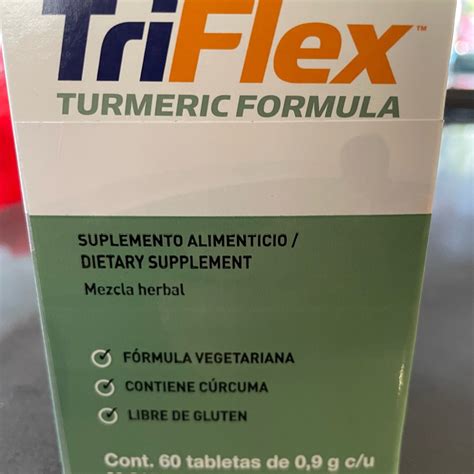 TriFlex™
TURMERIC FORMULA
SUPLEMENTO ALIMENTICIO /
DIETARY SUPPLEMENT
Mezcla herbal
FÓRMULA VEGETARIANA
CONTIENE CÚRCUMA
LIBRE DE GLUTEN
Cont. 60 tabletas de 0,9 g c/u